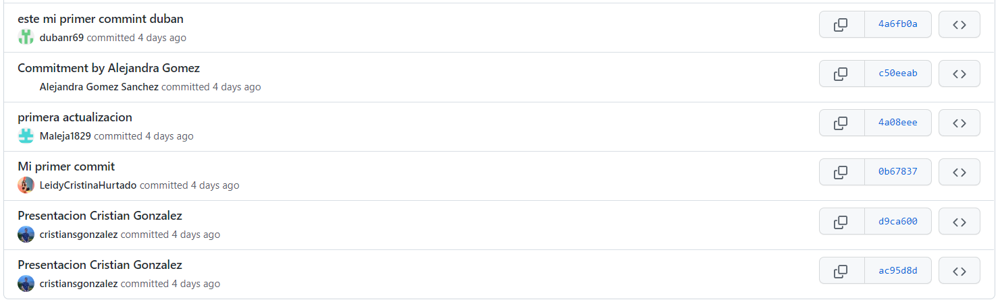 este mi primer commint duban
4a6fb0a
dubanr69 committed 4 days ago
Commitment by Alejandra Gomez
c50eeab
Alejandra Gomez Sanchez committed 4 days ago
primera actualizacion
4a08eee
Maleja1829 committed 4 days ago
Mi primer commit
0b67837
LeidyCristinaHurtado committed 4 days ago
Presentacion Cristian Gonzalez
d9ca600
cristiansgonzalez committed 4 days ago
Presentacion Cristian Gonzalez
ac95d8d
cristiansgonzalez committed 4 days ago